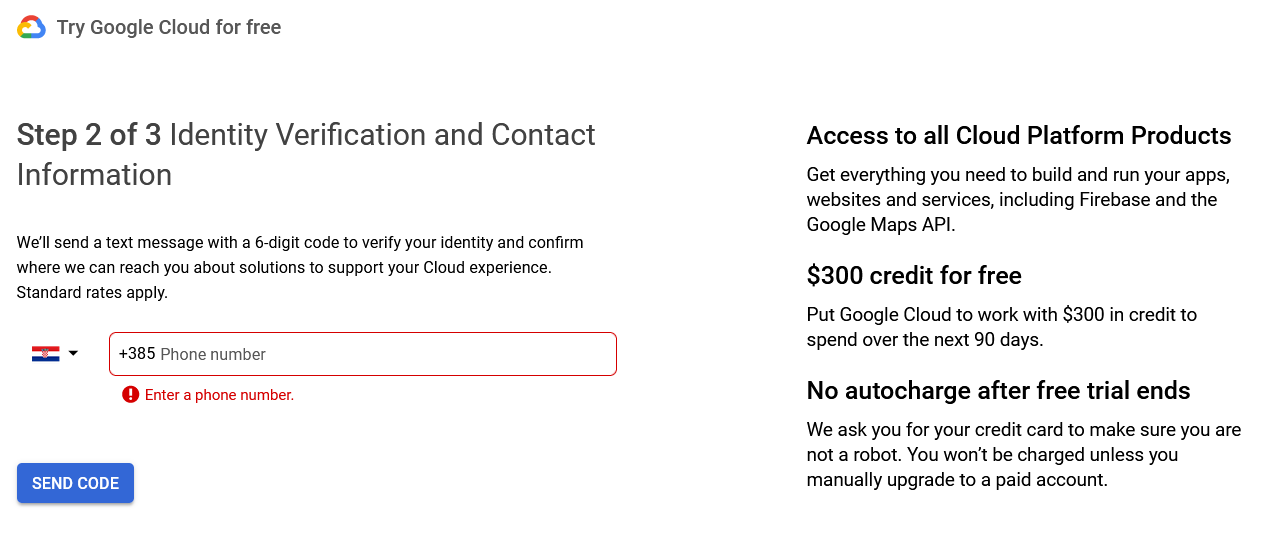 Try Google Cloud for free
Step 2 of 3 Identity Verification and Contact
Information
We’ll send a text message with a 6-digit code to verify your identity and confirm
where we can reach you about solutions to support your Cloud experience.
Standard rates apply.
+385 Phone number
Enter a phone number.
SEND CODE
Access to all Cloud Platform Products
Get everything you need to build and run your apps,
websites and services, including Firebase and the
Google Maps API.
$300 credit for free
Put Google Cloud to work with $300 in credit to
spend over the next 90 days.
No autocharge after free trial ends
We ask you for your credit card to make sure you are
not a robot. You won’t be charged unless you
manually upgrade to a paid account.